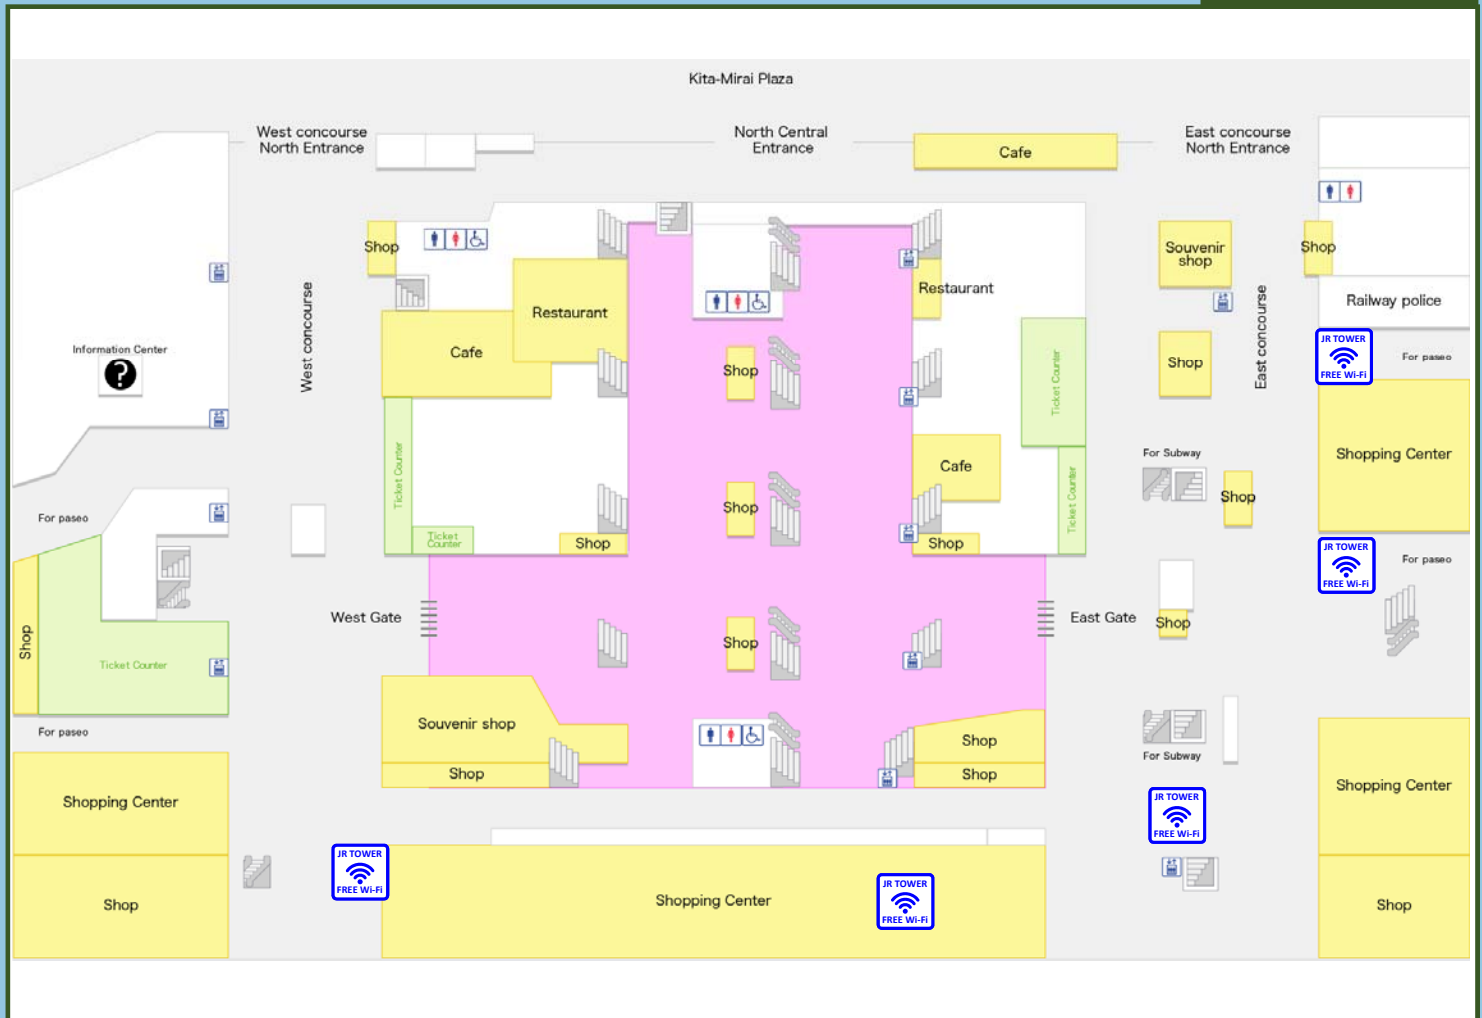 Kita-Mirai Plaza
West concourse
North Entrance
North Central
Entrance
Cafe
East concourse
North Entrance
Shop
Souvenir
shop
Shop
Restaurant
Restaurant
Railway police
West concourse
East concourse
Information Center
?
Cafe
Shop
Shop
JR TOWER
FREE Wi-Fi
For paseo
Ticket Counter
Shopping Center
For Subway
Cafe
Ticket Counter
Ticket Counter
Shop
Shop
For paseo
Ticket
Counter
Shop
Shop
JR TOWER
FREE Wi-Fi
For paseo
West Gate
East Gate
Shop
Shop
Shop
Ticket Counter
Souvenir shop
For paseo
Shop
Shop
Shop
For Subway
Shopping Center
Shopping Center
JR TOWER
FREE Wi-Fi
JR TOWER
FREE Wi-Fi
Shop
Shopping Center
JR TOWER
FREE Wi-Fi
Shop